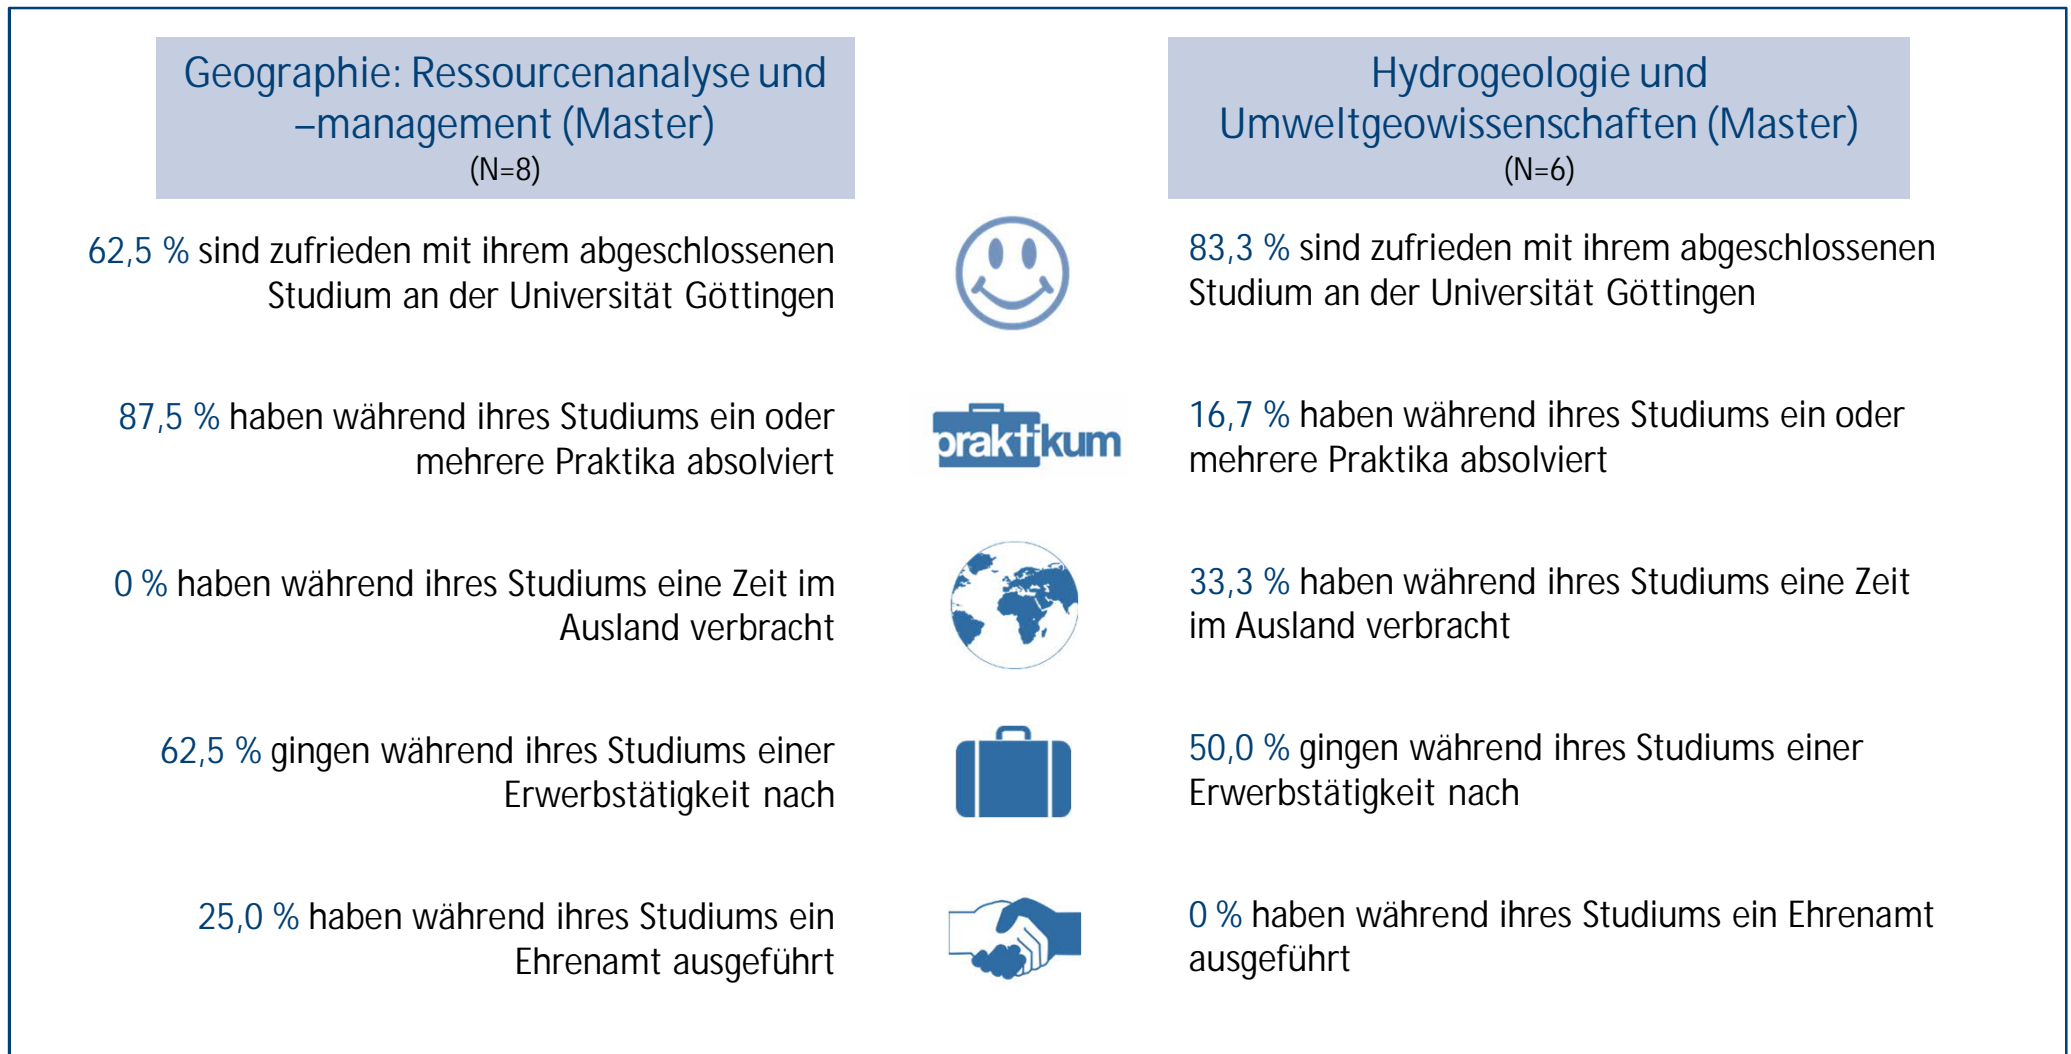 Geographie: Ressourcenanalyse und
–management (Master)
(N=8)
Hydrogeologie und
Umweltgeowissenschaften (Master)
(N=6)
62,5 % sind zufrieden mit ihrem abgeschlossenen
Studium an der Universität Göttingen
83,3 % sind zufrieden mit ihrem abgeschlossenen
Studium an der Universität Göttingen
87,5 % haben während ihres Studiums ein oder
mehrere Praktika absolviert
praktikum
16,7 % haben während ihres Studiums ein oder
mehrere Praktika absolviert
0 % haben während ihres Studiums eine Zeit im
Ausland verbracht
33,3 % haben während ihres Studiums eine Zeit
im Ausland verbracht
62,5 % gingen während ihres Studiums einer
Erwerbstätigkeit nach
50,0 % gingen während ihres Studiums einer
Erwerbstätigkeit nach
25,0 % haben während ihres Studiums ein
Ehrenamt ausgeführt
0 % haben während ihres Studiums ein Ehrenamt
ausgeführt